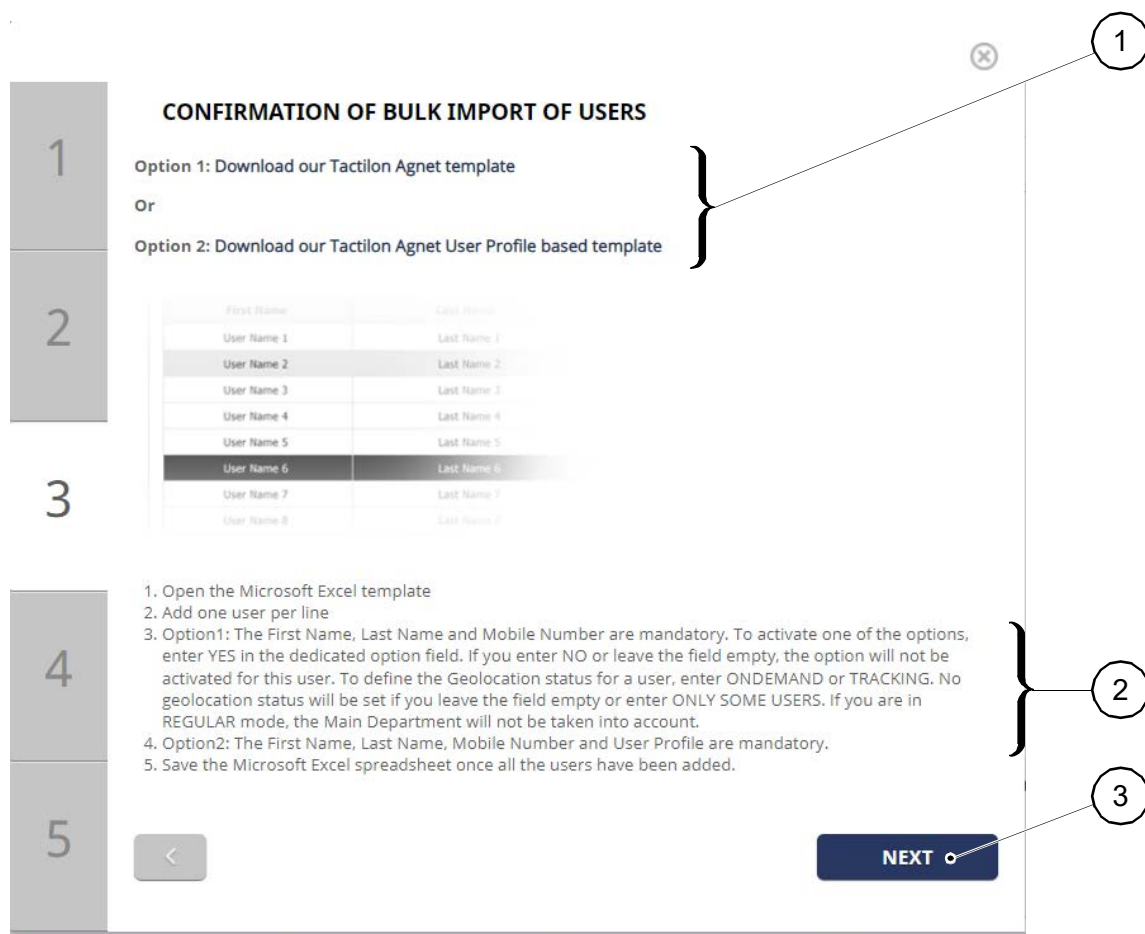 1
CONFIRMATION OF BULK IMPORT OF USERS
1
Option 1: Download our Tactilon Agnet template
Or
Option 2: Download our Tactilon Agnet User Profile based template
2
First Name Last Name
User Name 1 Last Name 1
User Name 2 Last Name 2
User Name 3 Last Name 3
User Name 4 Last Name 4
User Name 5 Last Name 5
User Name 6 Last Name 6
User Name 7 Last Name 7
User Name 8 Last Name 8
3
1. Open the Microsoft Excel template
2. Add one user per line
3. Option1: The First Name, Last Name and Mobile Number are mandatory. To activate one of the options,
enter YES in the dedicated option field. If you enter NO or leave the field empty, the option will not be
activated for this user. To define the Geolocation status for a user, enter ONDEMAND or TRACKING. No
geolocation status will be set if you leave the field empty or enter ONLY SOME USERS. If you are in
REGULAR mode, the Main Department will not be taken into account.
4. Option2: The First Name, Last Name, Mobile Number and User Profile are mandatory.
5. Save the Microsoft Excel spreadsheet once all the users have been added.
4
2
3
5
< NEXT